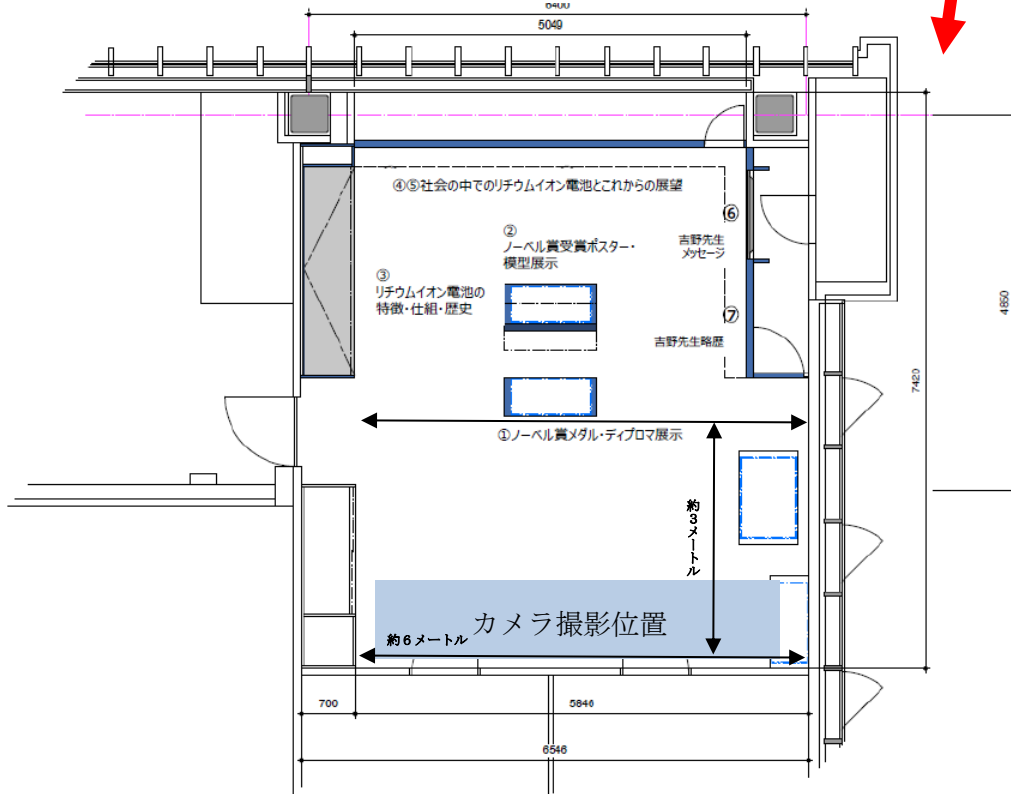 6400
5049
④⑤社会の中でのリチウムイオン電池とこれからの展望
⑥
吉野先生
メッセージ
②
ノーベル賞受賞ポスター・
模型展示
③
リチウムイオン電池の
特徴・仕組・歴史
⑦
吉野先生略歴
4850
7420
①ノーベル賞メダル・ディプロマ展示
約3メートル
カメラ撮影位置
約6メートル
700
5846
6546